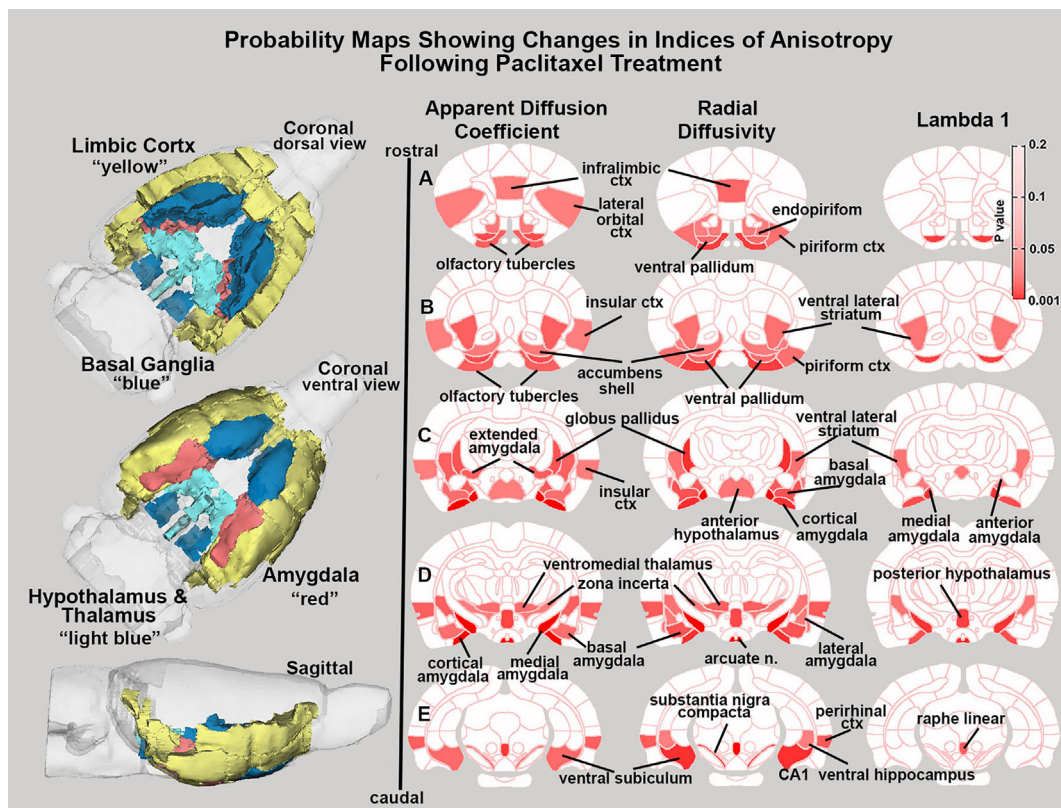 Probability Maps Showing Changes in Indices of Anisotropy
Following Paclitaxel Treatment
Limbic Cortx
“yellow”
Coronal
dorsal view
Basal Ganglia
“blue”
Coronal
ventral view
Hypothalamus &
Thalamus
“light blue”
Amygdala
“red”
Sagittal
rostral
caudal
Apparent Diffusion
Coefficient
Radial
Diffusivity
Lambda 1
0.2
0.1
0.05
0.001
P value
A
infralimbic
ctx
lateral
orbital ctx
olfactory tubercles
endopirifom
piriform ctx
ventral pallidum
B
insular ctx
ventral lateral
striatum
accumbens
shell
piriform ctx
olfactory tubercles
ventral pallidum
C
extended
amygdala
globus pallidus
ventral lateral
striatum
basal
amygdala
insular
ctx
anterior
hypothalamus
cortical
amygdala
medial
amygdala
anterior
amygdala
D
ventromedial thalamus
zona incerta
posterior hypothalamus
cortical
amygdala
medial
amygdala
basal
amygdala
arcuate n.
lateral
amygdala
E
substantia nigra
compacta
perirhinal
ctx
raphe linear
ventral subiculum
CA1
ventral hippocampus